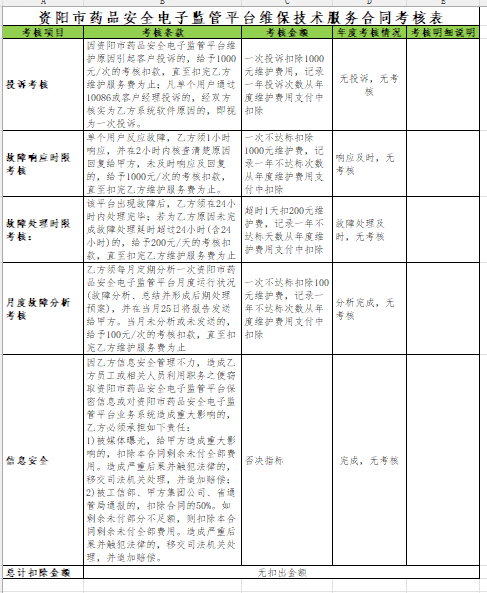 A B C D E
资阳市药品安全电子监管平台维保技术服务合同考核表
考核项目 考核条款 考核金额 年度考核情况 考核明细说明
投诉考核
因资阳市药品安全电子监管平台维
护原因引起客户投诉的，给予1000
元/次的考核扣款，直至扣完乙方
维护服务费为止；凡单个用户通过
10086或客户经理投诉的，经双方
核实为乙方系统软件原因的，即视
为一次投诉。
一次投诉扣除1000
元维护费用，记录
一年投诉次数从年
度维护费用支付中
扣除
无投诉，无考
核
故障响应时限
考核
单个用户反应故障，乙方须1小时
响应，并在2小时内核查清楚原因
回复给甲方，未及时响应及回复
的，给予1000元/次的考核扣款，
直至扣完乙方维护服务费为止。
一次不达标扣除
1000元维护费，记
录一年不达标次数
从年度维护费用支
付中扣除
响应及时，无
考核
故障处理时限
考核：
该平台出现故障后，乙方须在24小
时内处理完毕；若为乙方原因未完
成故障处理延时超过24小时(含24
小时)的，给予200元/天的考核扣
款，直至扣完乙方维护服务费为止
超时1天扣200元维
护费，记录一年不
达标天数从年度维
护费用支付中扣除
故障处理及
时，无考核
月度故障分析
考核
乙方须每月定期分析一次资阳市药
品安全电子监管平台月度运行状况
(故障分析、总结并形成后期处理
预案)，并在当月25日将报告发送
给甲方。当月未分析或未发送的，
给予100元/次的考核扣款，直至扣
完乙方维护服务费为止
一次不达标扣除100
元维护费，记录一
年不达标次数从年
度维护费用支付中
扣除
分析完成，无
考核
信息安全
因乙方信息安全管理不力，造成乙
方员工或相关人员利用职务之便窃
取资阳市药品安全电子监管平台保
密信息或对资阳市药品安全电子监
管平台业务系统造成重大影响的，
乙方必须承担如下责任：
1)被媒体曝光，给甲方造成重大影
响的，扣除本合同剩余未付全部费
用。造成严重后果并触犯法律的，
移交司法机关处理，并追加赔偿；
2)被工信部、甲方集团公司、省通
管局通报的，扣除合同的50%。如
剩余未付部分不足额，则扣除本合
同剩余未付全部费用。造成严重后
果并触犯法律的，移交司法机关处
理，并追加赔偿。
否决指标
完成，无考核
总计扣除金额 无扣出金额